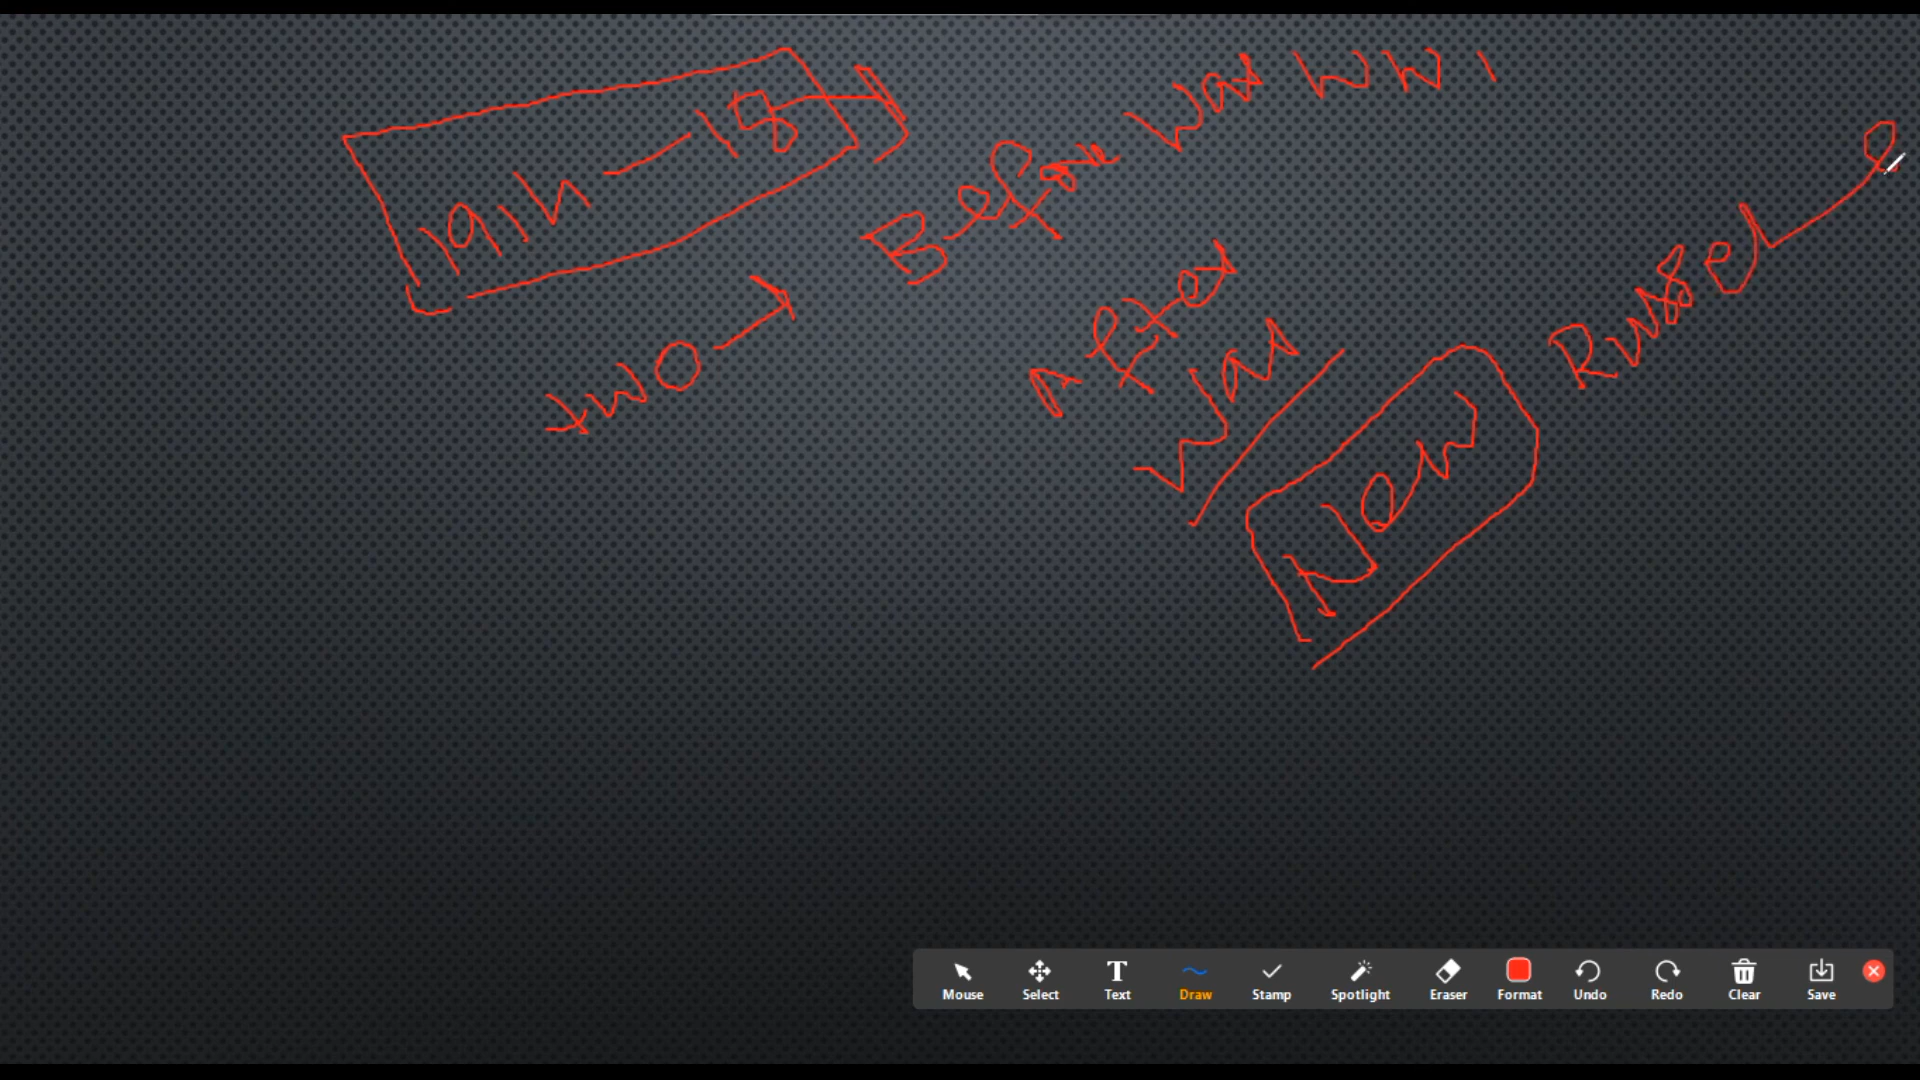 1914 — 18
Before War WW 1
two
After
War
New
Russel
Mouse Select Text Draw Stamp Spotlight Eraser Format Undo Redo Clear Save